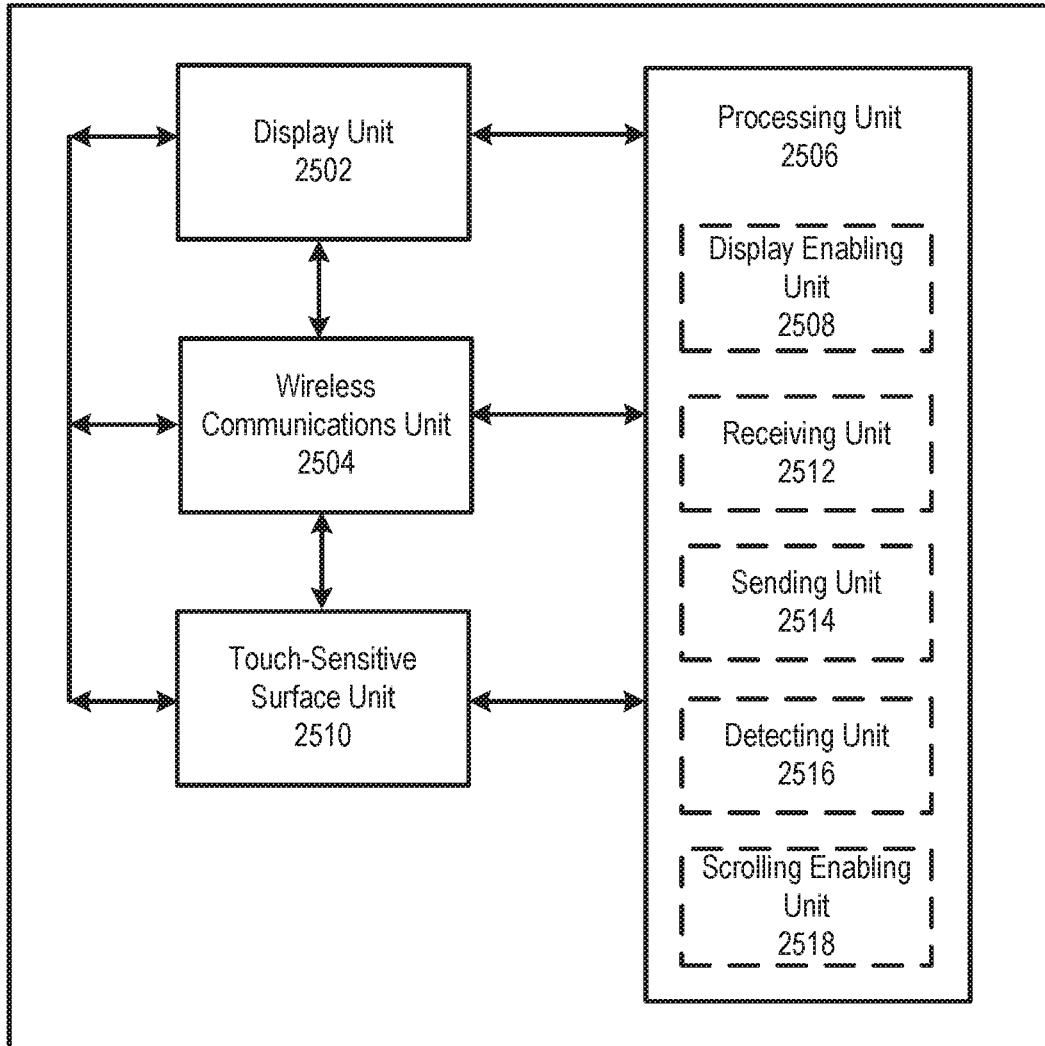 Display Unit
2502
Wireless
Communications Unit
2504
Touch-Sensitive
Surface Unit
2510
Processing Unit
2506
Display Enabling
Unit
2508
Receiving Unit
2512
Sending Unit
2514
Detecting Unit
2516
Scrolling Enabling
Unit
2518